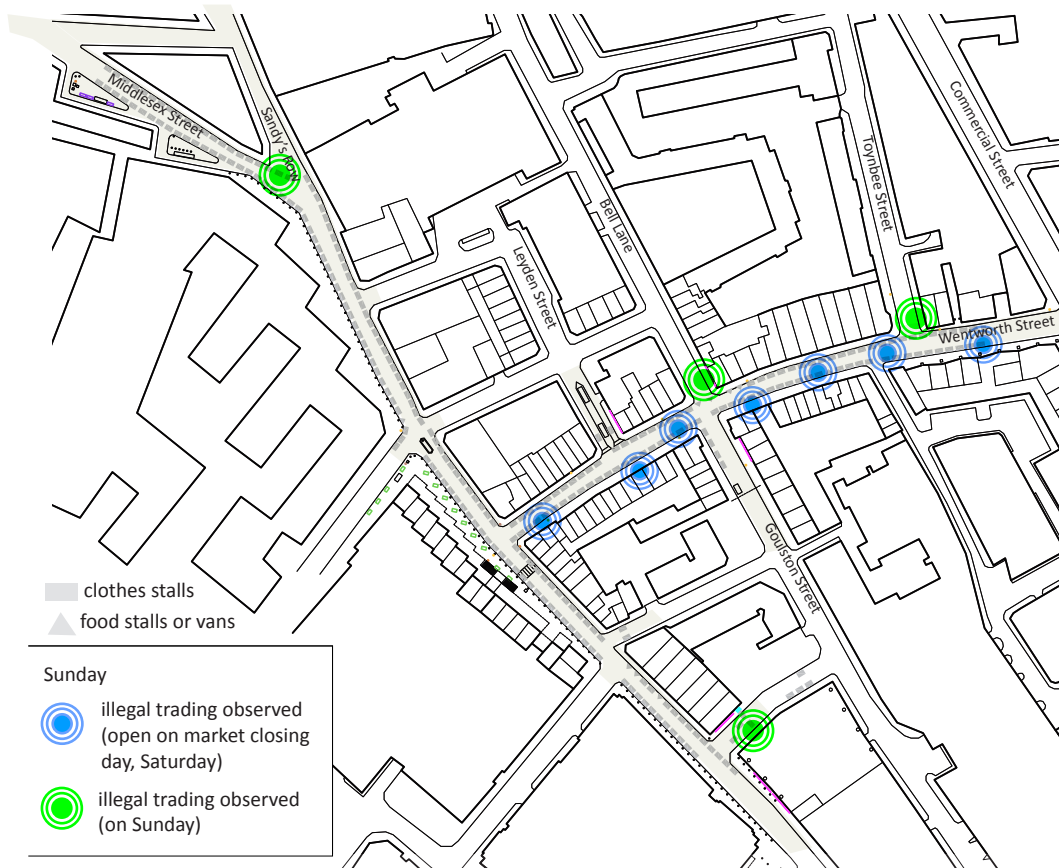 Middlesex Street
Sandy's Row
Commercial Street
Toynbee Street
Bell Lane
Leyden Street
Wentworth Street
Goulston Street
clothes stalls
food stalls or vans
Sunday
illegal trading observed
(open on market closing
day, Saturday)
illegal trading observed
(on Sunday)